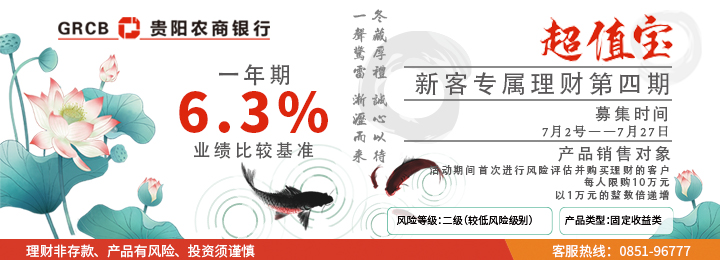 GRCB 贵阳农商银行
一年期
6.3%
业绩比较基准
冬藏厚禮 誠心以待
一聲驚雷 漸瀝而来
超值宝
新客专属理财第四期
募集时间
7月2号——7月27日
产品销售对象
活动期间首次进行风险评估并购买理财的客户
每人限购10万元
以1万元的整数倍递增
风险等级：二级（较低风险级别）
产品类型：固定收益类
理财非存款、产品有风险、投资须谨慎
客服热线：0851-96777